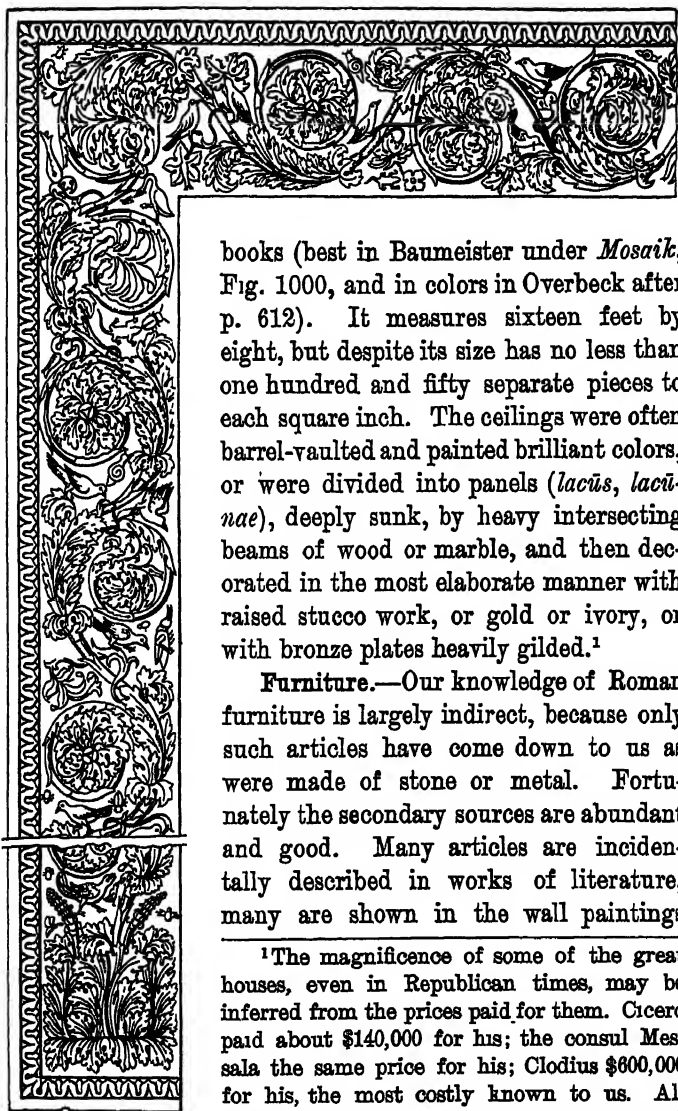 books (best in Baumeister under Mosaik,
Fig. 1000, and in colors in Overbeck after
p. 612). It measures sixteen feet by
eight, but despite its size has no less than
one hundred and fifty separate pieces to
each square inch. The ceilings were often
barrel-vaulted and painted brilliant colors,
or were divided into panels (lacūs, lacū-
nae), deeply sunk, by heavy intersecting
beams of wood or marble, and then dec-
orated in the most elaborate manner with
raised stucco work, or gold or ivory, or
with bronze plates heavily gilded.¹
Furniture.—Our knowledge of Roman
furniture is largely indirect, because only
such articles have come down to us as
were made of stone or metal. Fortu-
nately the secondary sources are abundant
and good. Many articles are inciden-
tally described in works of literature,
many are shown in the wall paintings
¹The magnificence of some of the great
houses, even in Republican times, may be
inferred from the prices paid for them. Cicero
paid about $140,000 for his; the consul Mes-
sala the same price for his; Clodius $600,000
for his, the most costly known to us. Al